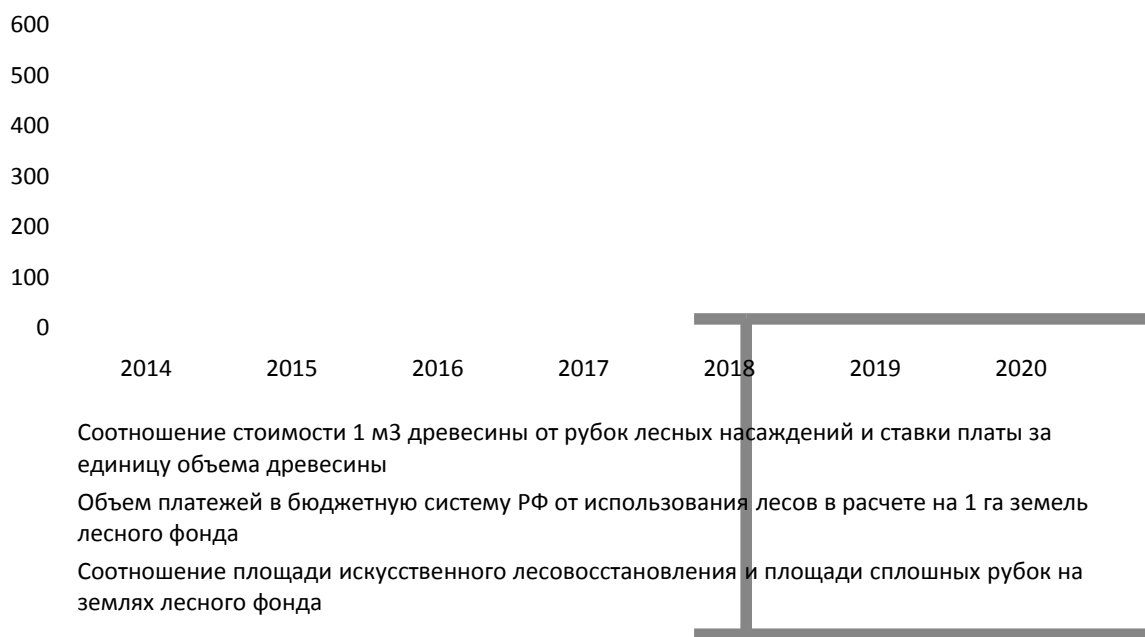 600
500
400
300
200
100
0
2014 2015 2016 2017 2018 2019 2020
Соотношение стоимости 1 м3 древесины от рубок лесных насаждений и ставки платы за
единицу объема древесины
Объем платежей в бюджетную систему РФ от использования лесов в расчете на 1 га земель
лесного фонда
Соотношение площади искусственного лесовосстановления и площади сплошных рубок на
землях лесного фонда